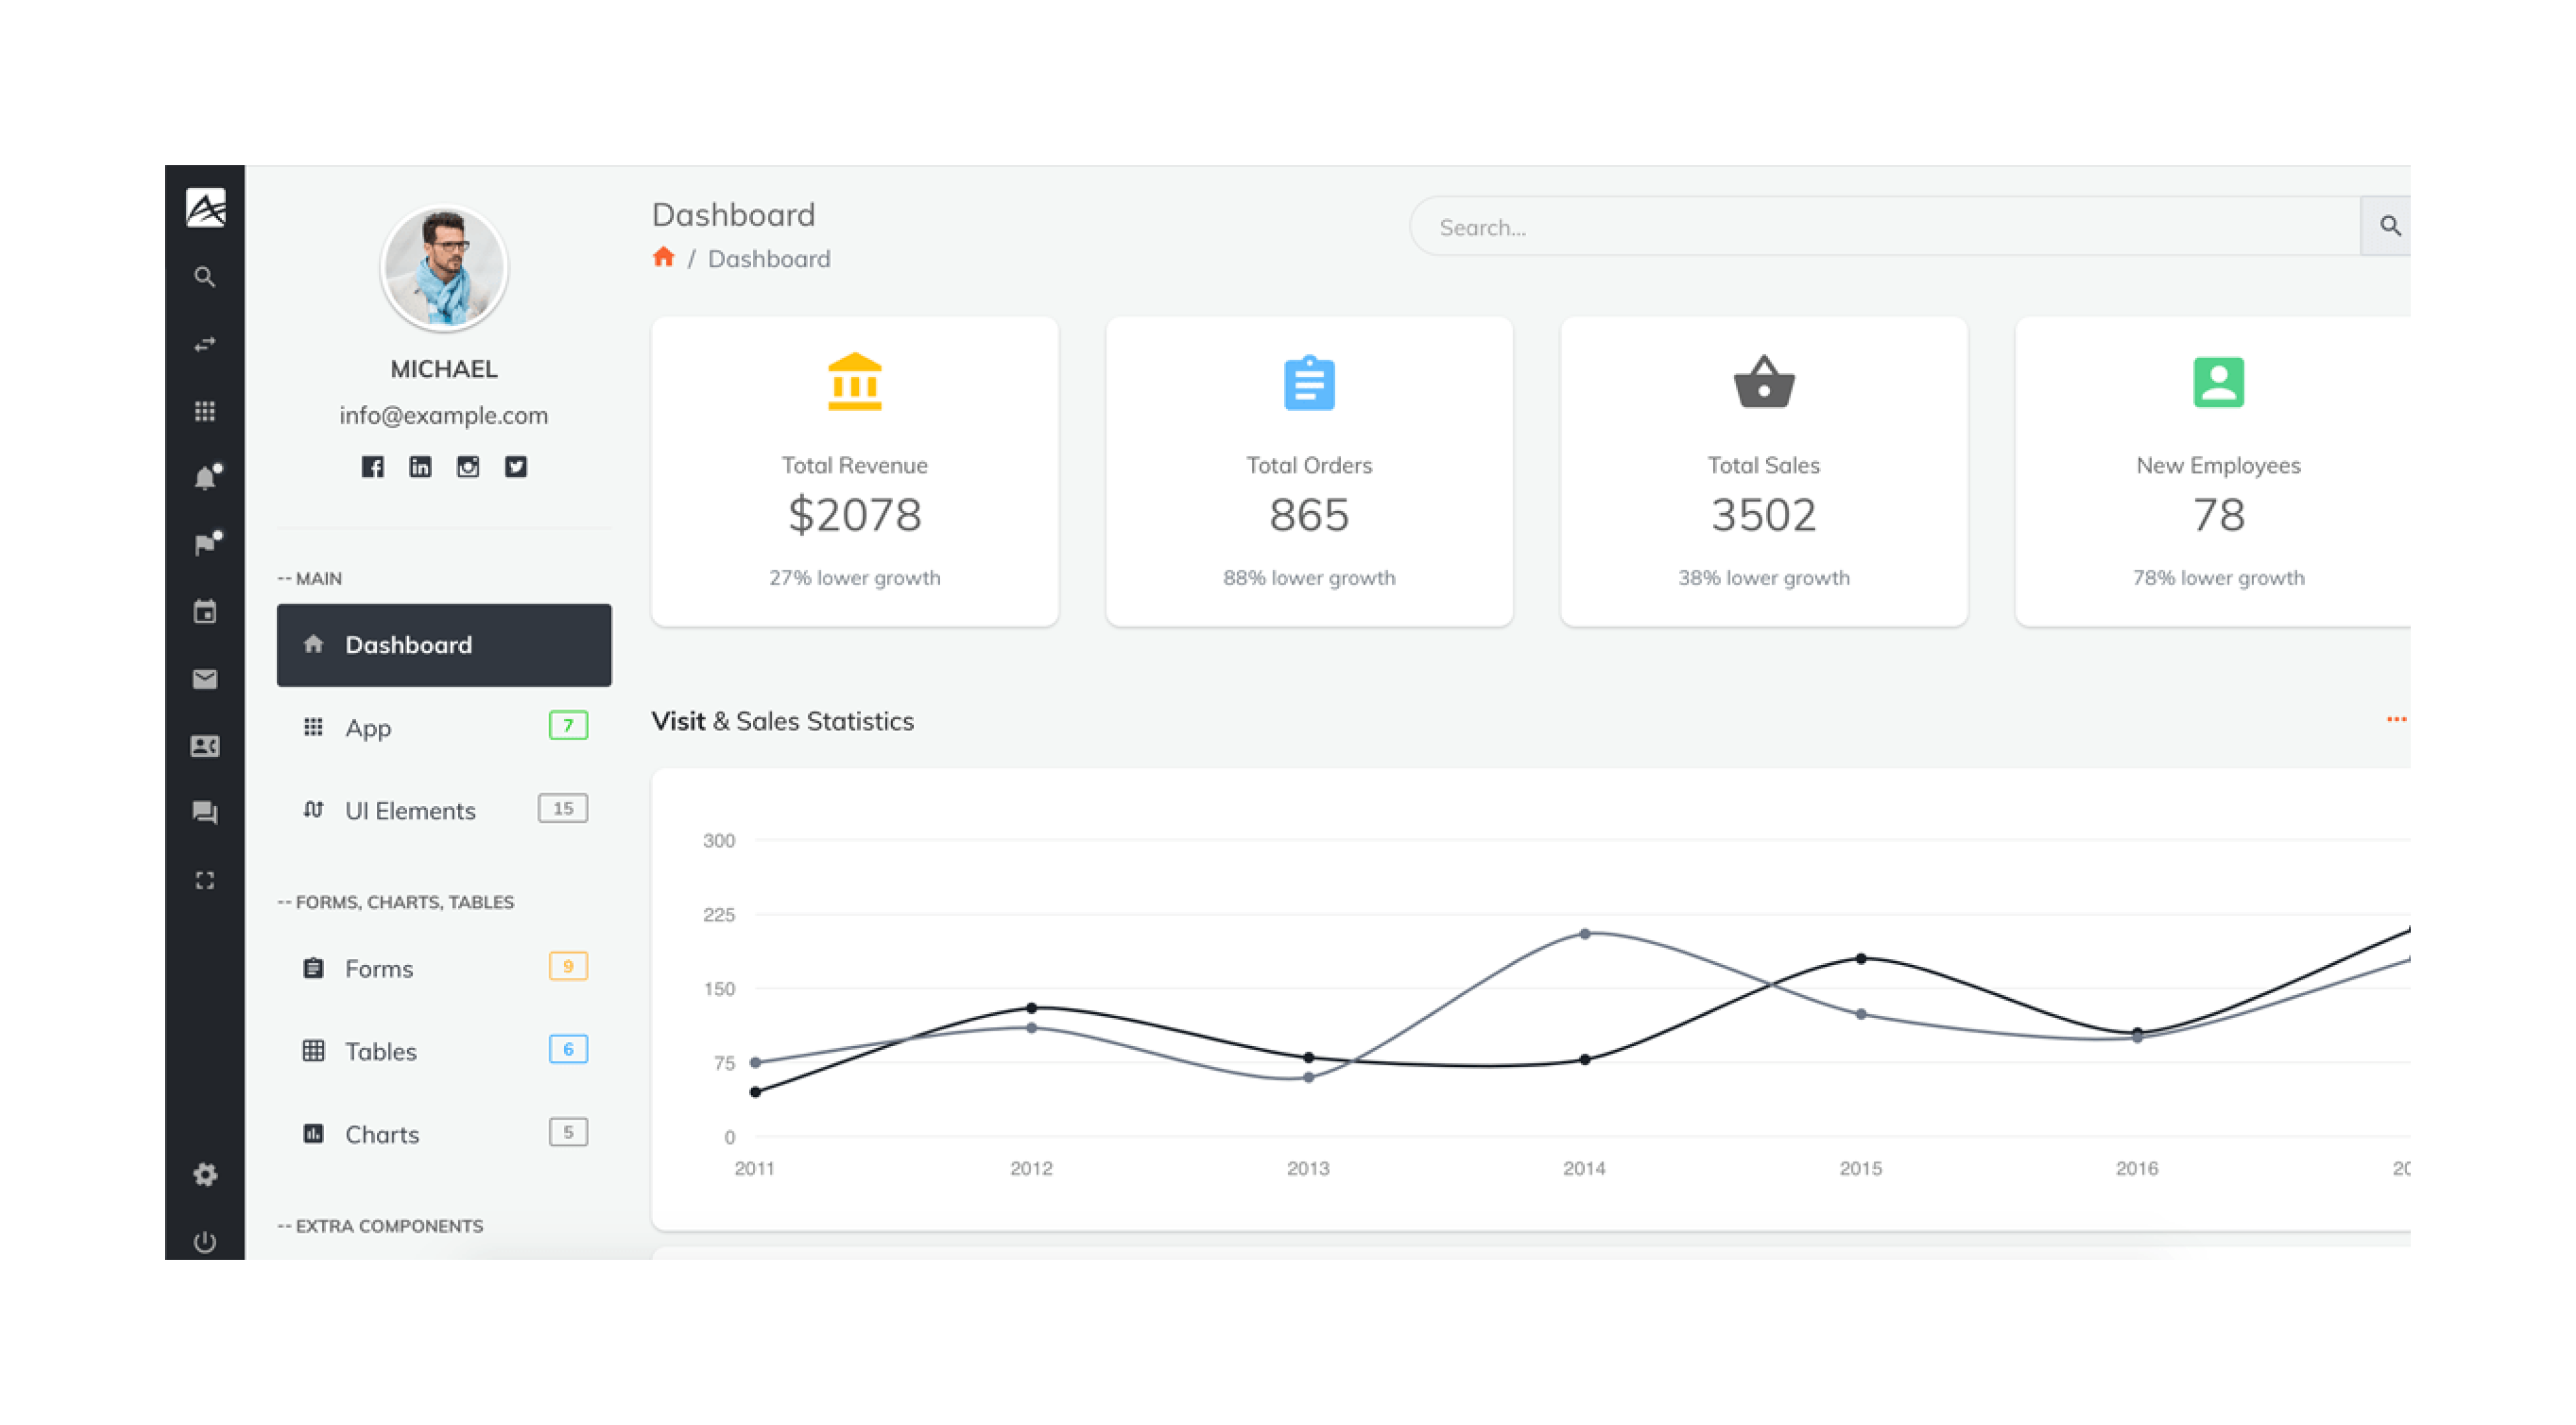 MICHAEL
info@example.com
-- MAIN
Dashboard
App 7
UI Elements 15
-- FORMS, CHARTS, TABLES
Forms 9
Tables 6
Charts 5
-- EXTRA COMPONENTS
Dashboard
/ Dashboard
Search...
Total Revenue
$2078
27% lower growth
Total Orders
865
88% lower growth
Total Sales
3502
38% lower growth
New Employees
78
78% lower growth
Visit & Sales Statistics
300
225
150
75
0
2011 2012 2013 2014 2015 2016